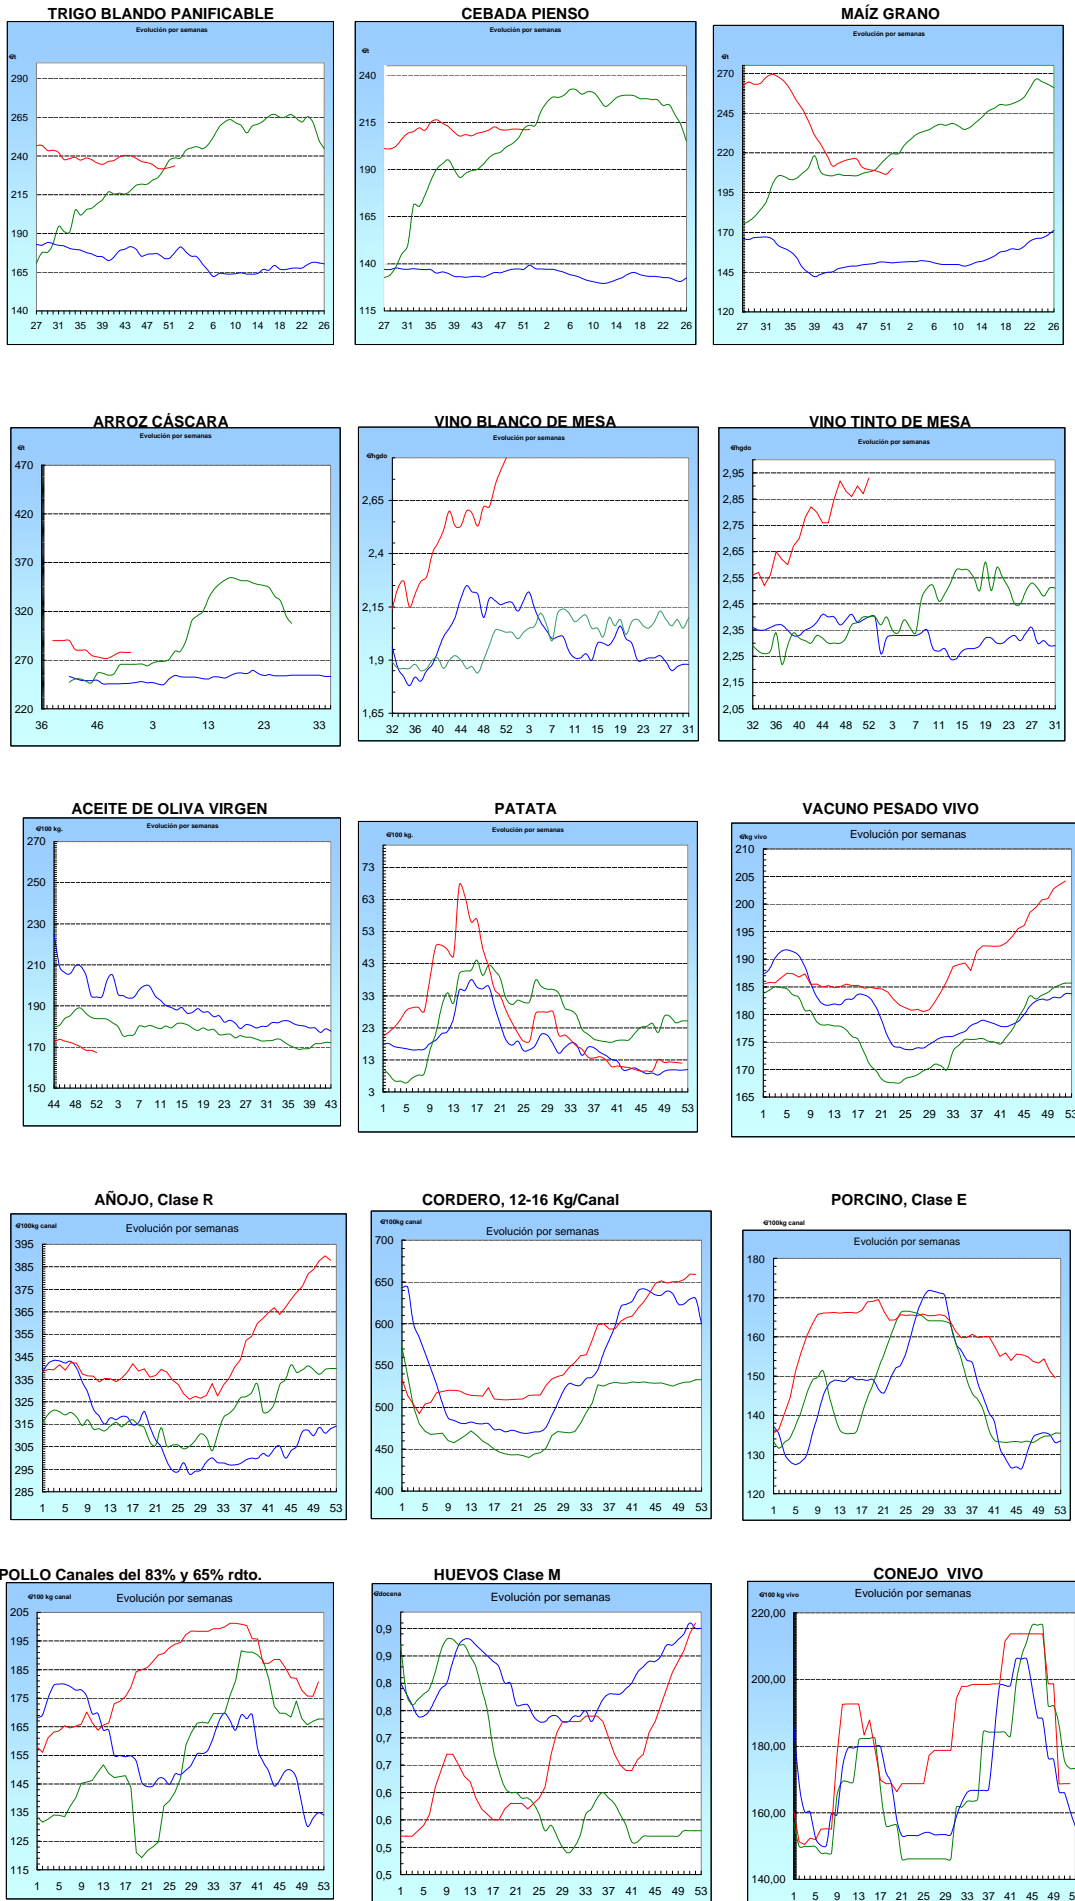 TRIGO BLANDO PANIFICABLE
Evolución por semanas
€/t
290
265
240
215
190
165
140
27 31 35 39 43 47 51 2 6 10 14 18 22 26
CEBADA PIENSO
Evolución por semanas
€/t
240
215
190
165
140
115
27 31 35 39 43 47 51 2 6 10 14 18 22 26
MAÍZ GRANO
Evolución por semanas
€/t
270
245
220
195
170
145
120
27 31 35 39 43 47 51 2 6 10 14 18 22 26
ARROZ CÁSCARA
Evolución por semanas
€/t
470
420
370
320
270
220
36 46 3 13 23 33
VINO BLANCO DE MESA
Evolución por semanas
€/hgdo
2,65
2,4
2,15
1,9
1,65
32 36 40 44 48 52 3 7 11 15 19 23 27 31
VINO TINTO DE MESA
Evolución por semanas
€/hgdo
2,95
2,85
2,75
2,65
2,55
2,45
2,35
2,25
2,15
2,05
32 36 40 44 48 52 3 7 11 15 19 23 27 31
ACEITE DE OLIVA VIRGEN
€/100 kg.
Evolución por semanas
270
250
230
210
190
170
150
44 48 52 3 7 11 15 19 23 27 31 35 39 43
PATATA
Evolución por semanas
€/100 kg.
73
63
53
43
33
23
13
3
1 5 9 13 17 21 25 29 33 37 41 45 49 53
VACUNO PESADO VIVO
€/kg vivo
Evolución por semanas
210
205
200
195
190
185
180
175
170
165
1 5 9 13 17 21 25 29 33 37 41 45 49 53
AÑOJO, Clase R
€/100kg canal
Evolución por semanas
395
385
375
365
355
345
335
325
315
305
295
285
1 5 9 13 17 21 25 29 33 37 41 45 49 53
CORDERO, 12-16 Kg/Canal
€/100kg canal
Evolución por semanas
700
650
600
550
500
450
400
1 5 9 13 17 21 25 29 33 37 41 45 49 53
PORCINO, Clase E
€/100kg canal
Evolución por semanas
180
170
160
150
140
130
120
1 5 9 13 17 21 25 29 33 37 41 45 49 53
POLLO Canales del 83% y 65% rdto.
€/100 kg canal
Evolución por semanas
205
195
185
175
165
155
145
135
125
115
1 5 9 13 17 21 25 29 33 37 41 45 49 53
HUEVOS Clase M
€/docena
Evolución por semanas
0,9
0,9
0,8
0,8
0,7
0,7
0,6
0,6
0,5
0,5
1 5 9 13 17 21 25 29 33 37 41 45 49 53
CONEJO VIVO
€/100 kg vivo
Evolución por semanas
220,00
200,00
180,00
160,00
140,00
1 5 9 13 17 21 25 29 33 37 41 45 49